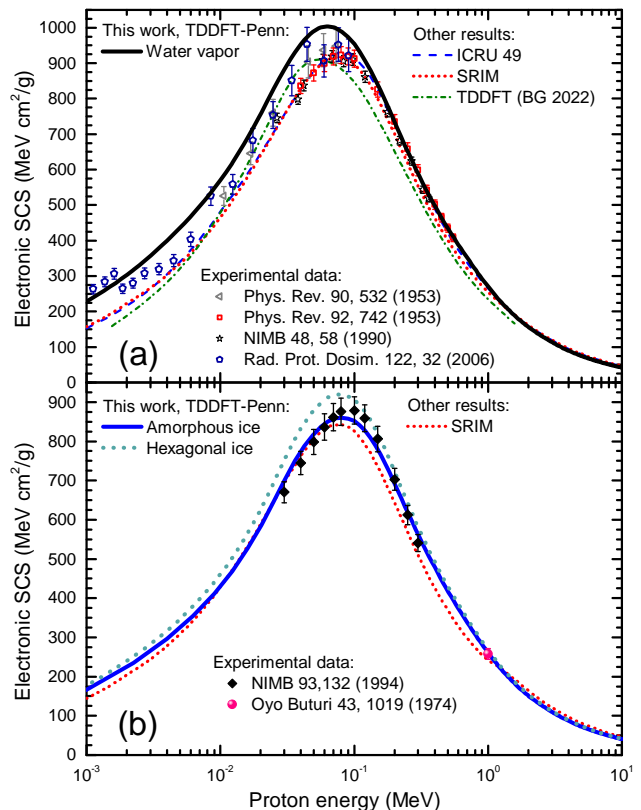 This work, TDDFT-Penn:
Water vapor
Other results:
ICRU 49
SRIM
TDDFT (BG 2022)
1000
900
800
700
600
500
400
300
200
100
0
Electronic SCS (MeV cm²/g)
Experimental data:
Phys. Rev. 90, 532 (1953)
Phys. Rev. 92, 742 (1953)
NIMB 48, 58 (1990)
Rad. Prot. Dosim. 122, 32 (2006)
(a)
This work, TDDFT-Penn:
Amorphous ice
Hexagonal ice
Other results:
SRIM
900
800
700
600
500
400
300
200
100
0
Electronic SCS (MeV cm²/g)
Experimental data:
NIMB 93,132 (1994)
Oyo Buturi 43, 1019 (1974)
(b)
10⁻³ 10⁻² 10⁻¹ 10⁰ 10¹
Proton energy (MeV)